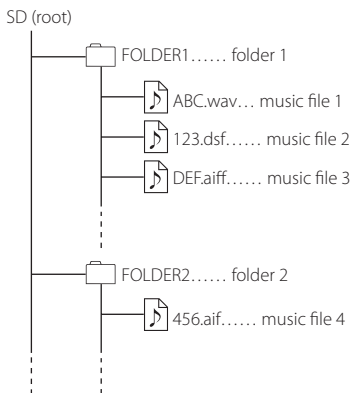 SD (root)
FOLDER1...... folder 1
ABC.wav... music file 1
123.dsf...... music file 2
DEF.aiff...... music file 3
FOLDER2...... folder 2
456.aif...... music file 4